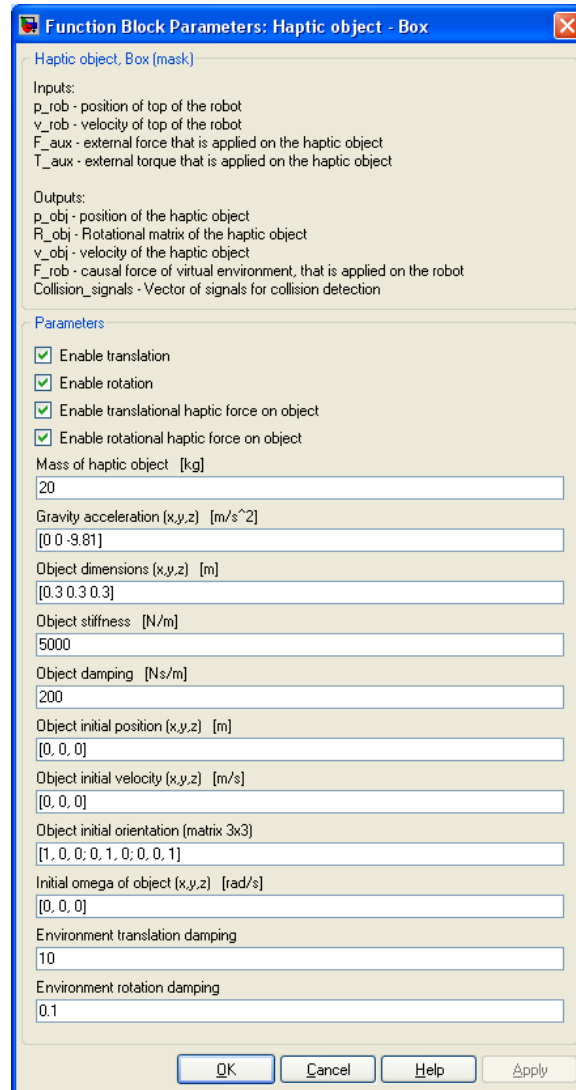 Function Block Parameters: Haptic object - Box
Haptic object, Box (mask)
Inputs:
p_rob - position of top of the robot
v_rob - velocity of top of the robot
F_aux - external force that is applied on the haptic object
T_aux - external torque that is applied on the haptic object
Outputs:
p_obj - position of the haptic object
R_obj - Rotational matrix of the haptic object
v_obj - velocity of the haptic object
F_rob - causal force of virtual environment, that is applied on the robot
Collision_signals - Vector of signals for collision detection
Parameters
Enable translation
Enable rotation
Enable translational haptic force on object
Enable rotational haptic force on object
Mass of haptic object [kg]
20
Gravity acceleration (x,y,z) [m/s^2]
[0 0 -9.81]
Object dimensions (x,y,z) [m]
[0.3 0.3 0.3]
Object stiffness [N/m]
5000
Object damping [Ns/m]
200
Object initial position (x,y,z) [m]
[0, 0, 0]
Object initial velocity (x,y,z) [m/s]
[0, 0, 0]
Object initial orientation (matrix 3x3)
[1, 0, 0; 0, 1, 0; 0, 0, 1]
Initial omega of object (x,y,z) [rad/s]
[0, 0, 0]
Environment translation damping
10
Environment rotation damping
0.1
OK Cancel Help Apply